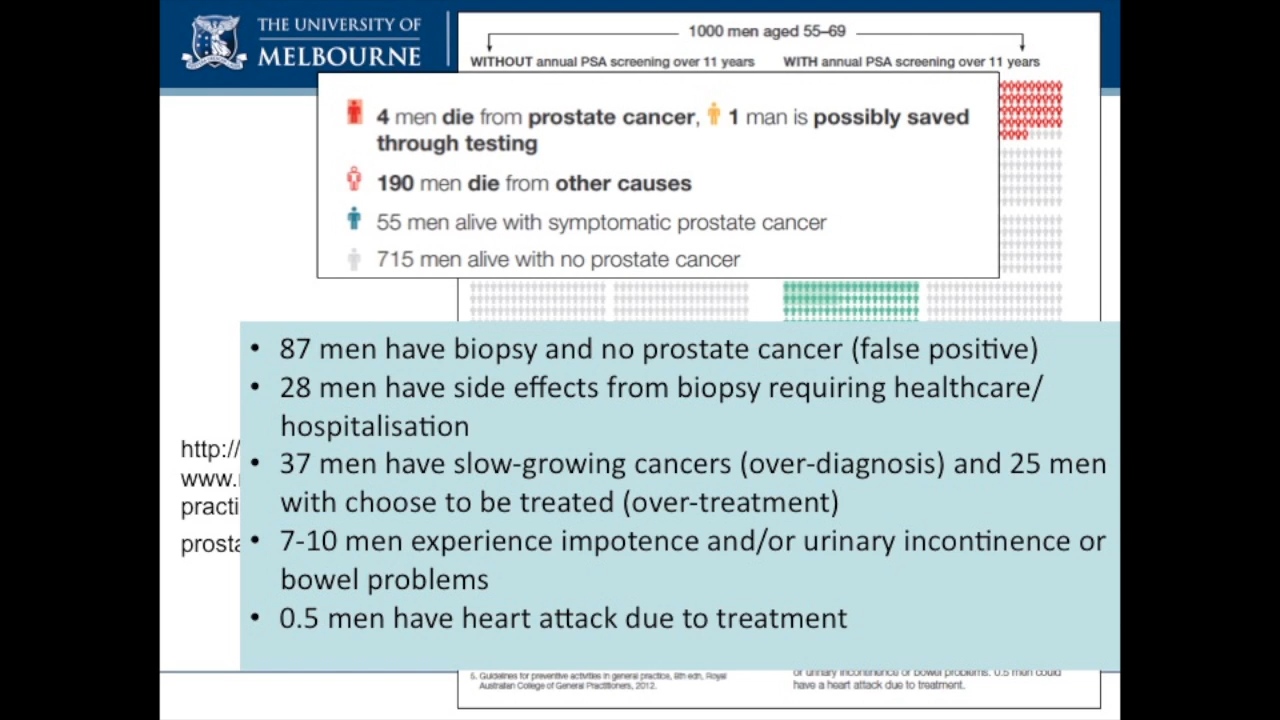 THE UNIVERSITY OF
MELBOURNE
1000 men aged 55–69
WITHOUT annual PSA screening over 11 years
WITH annual PSA screening over 11 years
4 men die from prostate cancer, 1 man is possibly saved
through testing
190 men die from other causes
55 men alive with symptomatic prostate cancer
715 men alive with no prostate cancer
• 87 men have biopsy and no prostate cancer (false positive)
• 28 men have side effects from biopsy requiring healthcare/
hospitalisation
• 37 men have slow-growing cancers (over-diagnosis) and 25 men
with choose to be treated (over-treatment)
• 7-10 men experience impotence and/or urinary incontinence or
bowel problems
• 0.5 men have heart attack due to treatment
http://
www.
practi
prosta
5. Guidelines for preventive activities in general practice, 8th edn, Royal
Australian College of General Practitioners, 2012.
or urinary incontinence or bowel problems. 0.5 men could
have a heart attack due to treatment.